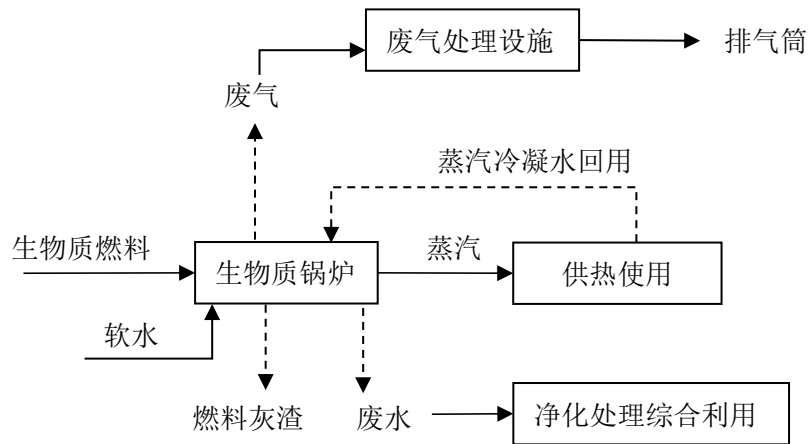 废气处理设施
排气筒
废气
蒸汽冷凝水回用
生物质燃料
生物质锅炉
蒸汽
供热使用
软水
燃料灰渣
废水
净化处理综合利用